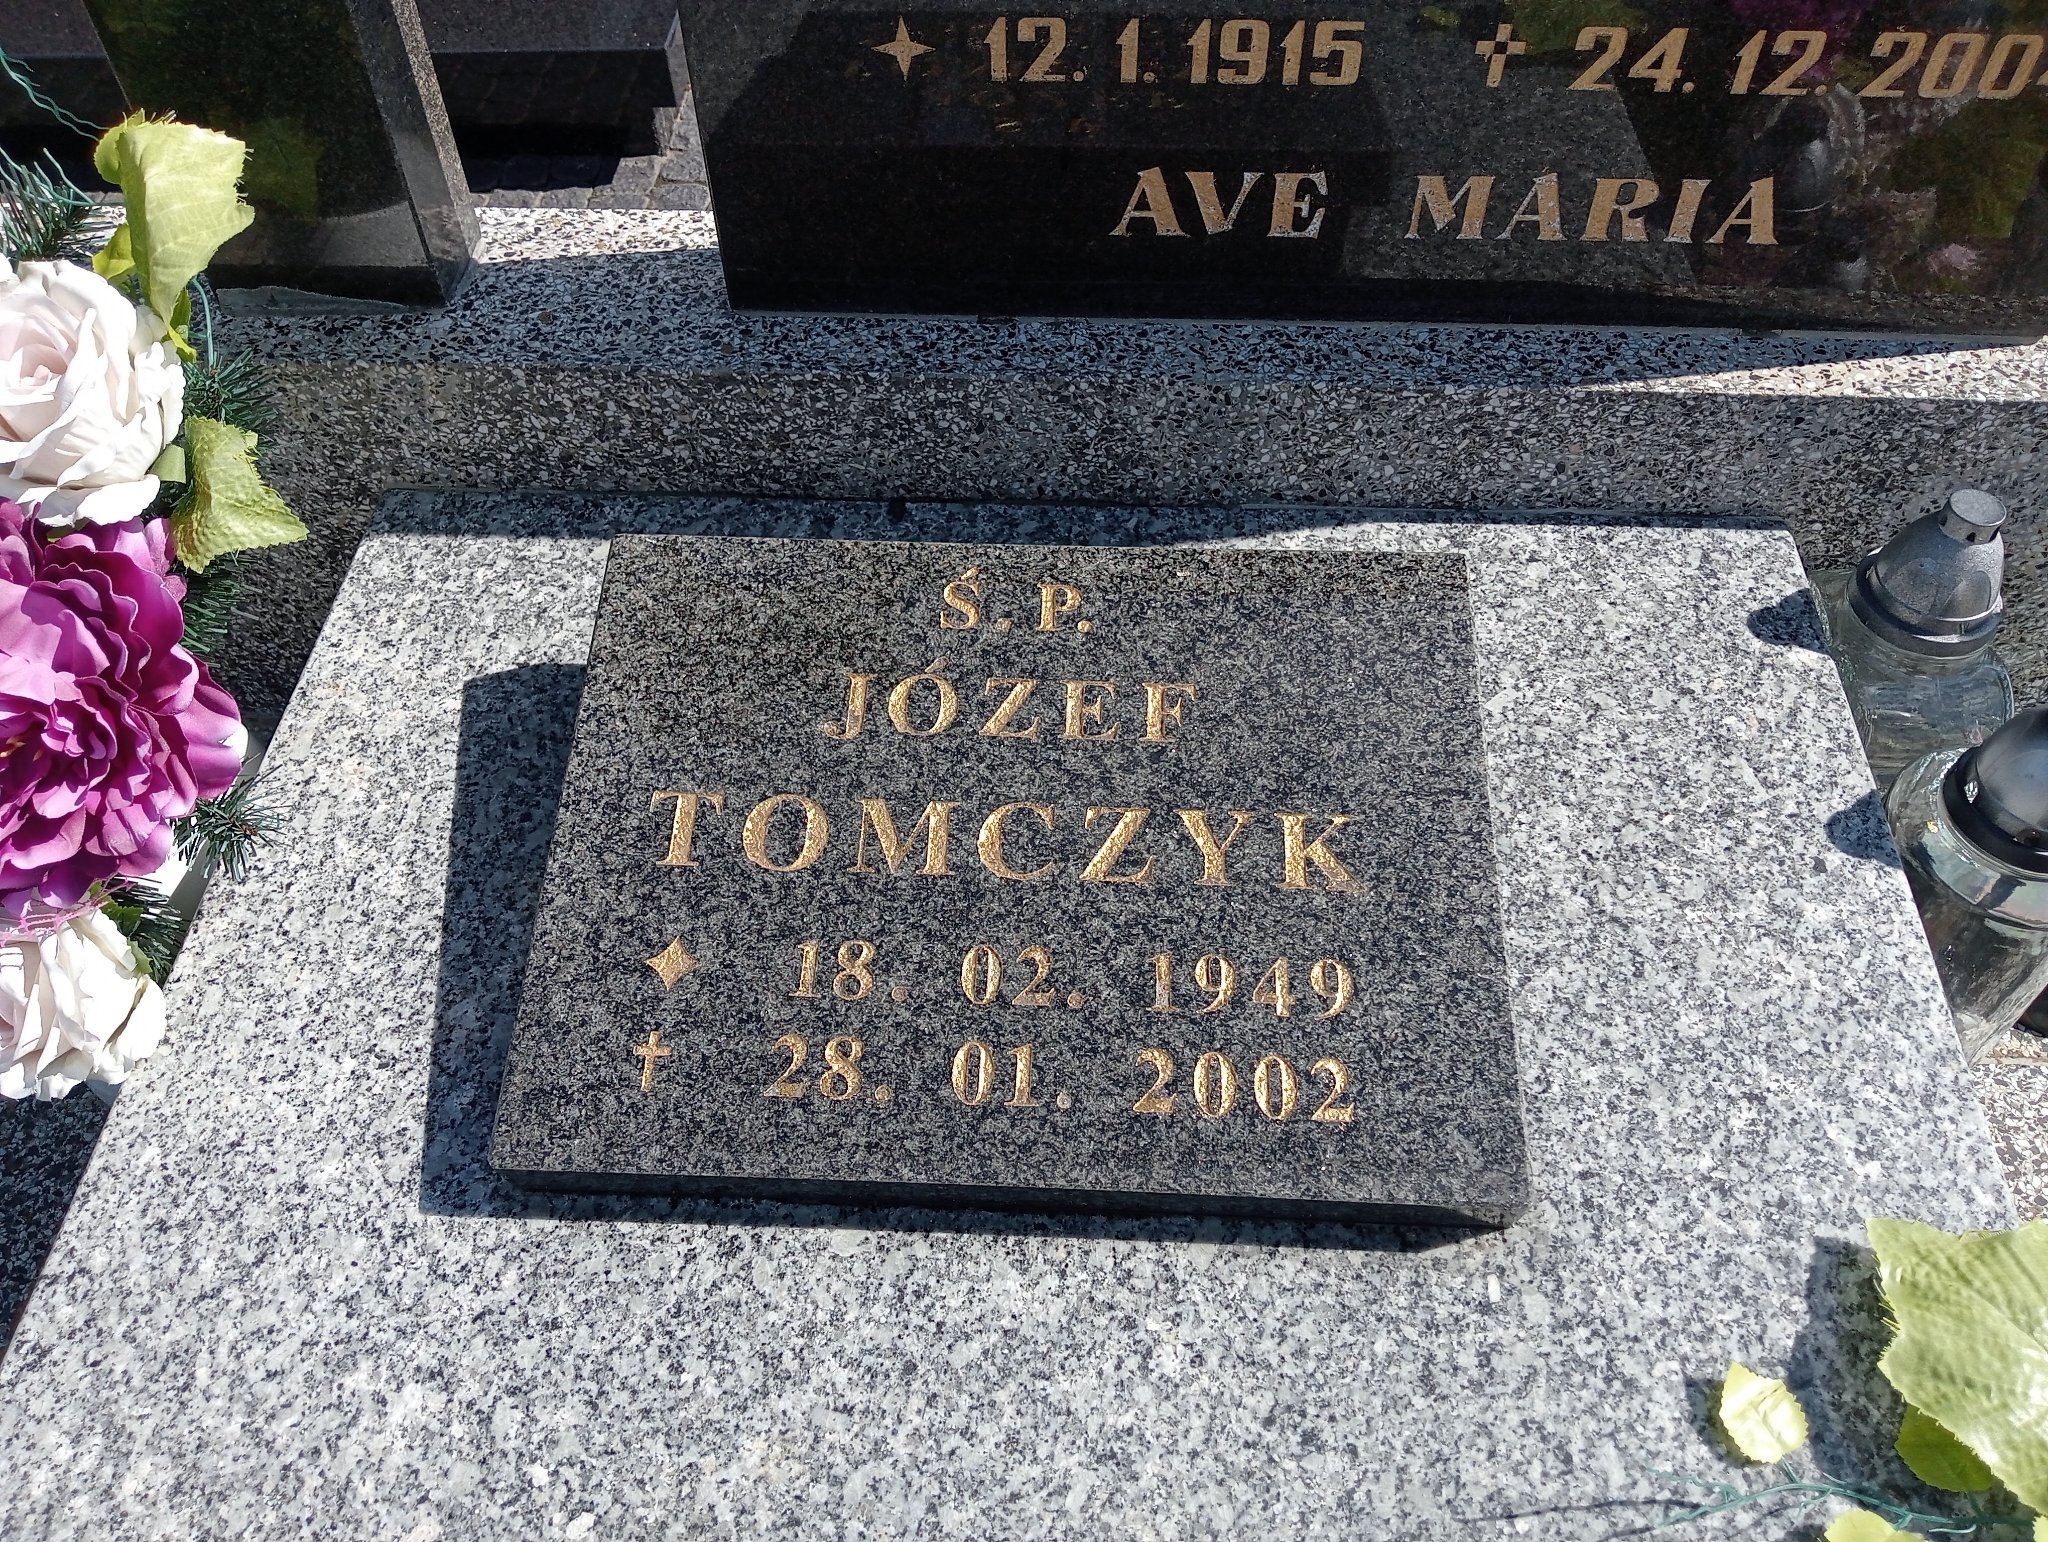 12.1.1915 24.12.200
AVE MARIA
Ś.P.
JÓZEF
TOMCZYK
18. 02. 1949
28. 01. 2002